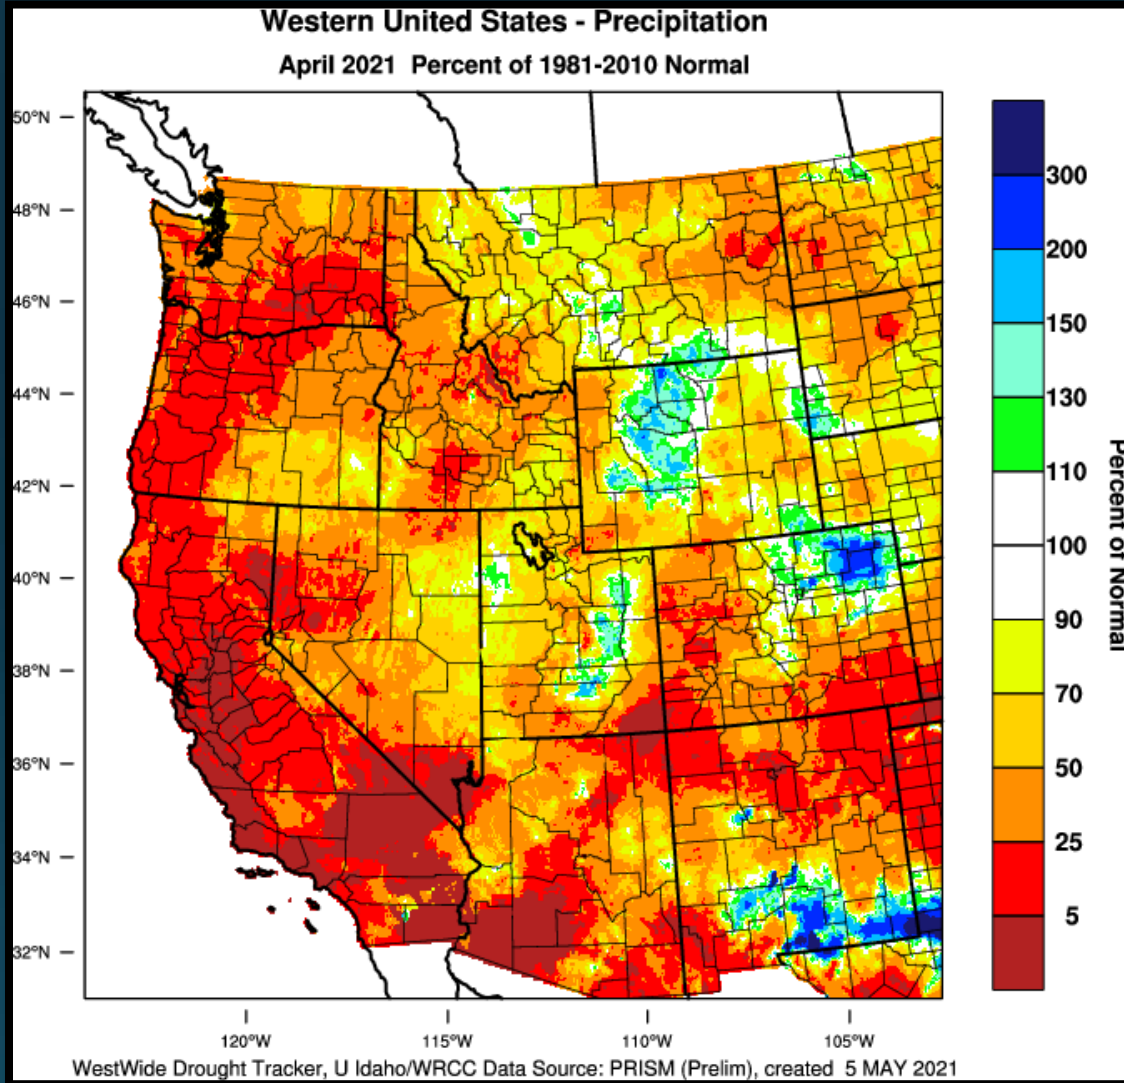 Western United States - Precipitation
April 2021 Percent of 1981-2010 Normal
50°N
48°N
46°N
44°N
42°N
40°N
38°N
36°N
34°N
32°N
120°W
115°W
110°W
105°W
300
200
150
130
110
100
90
70
50
25
5
Percent of Normal
WestWide Drought Tracker, U Idaho/WRCC Data Source: PRISM (Prelim), created 5 MAY 2021